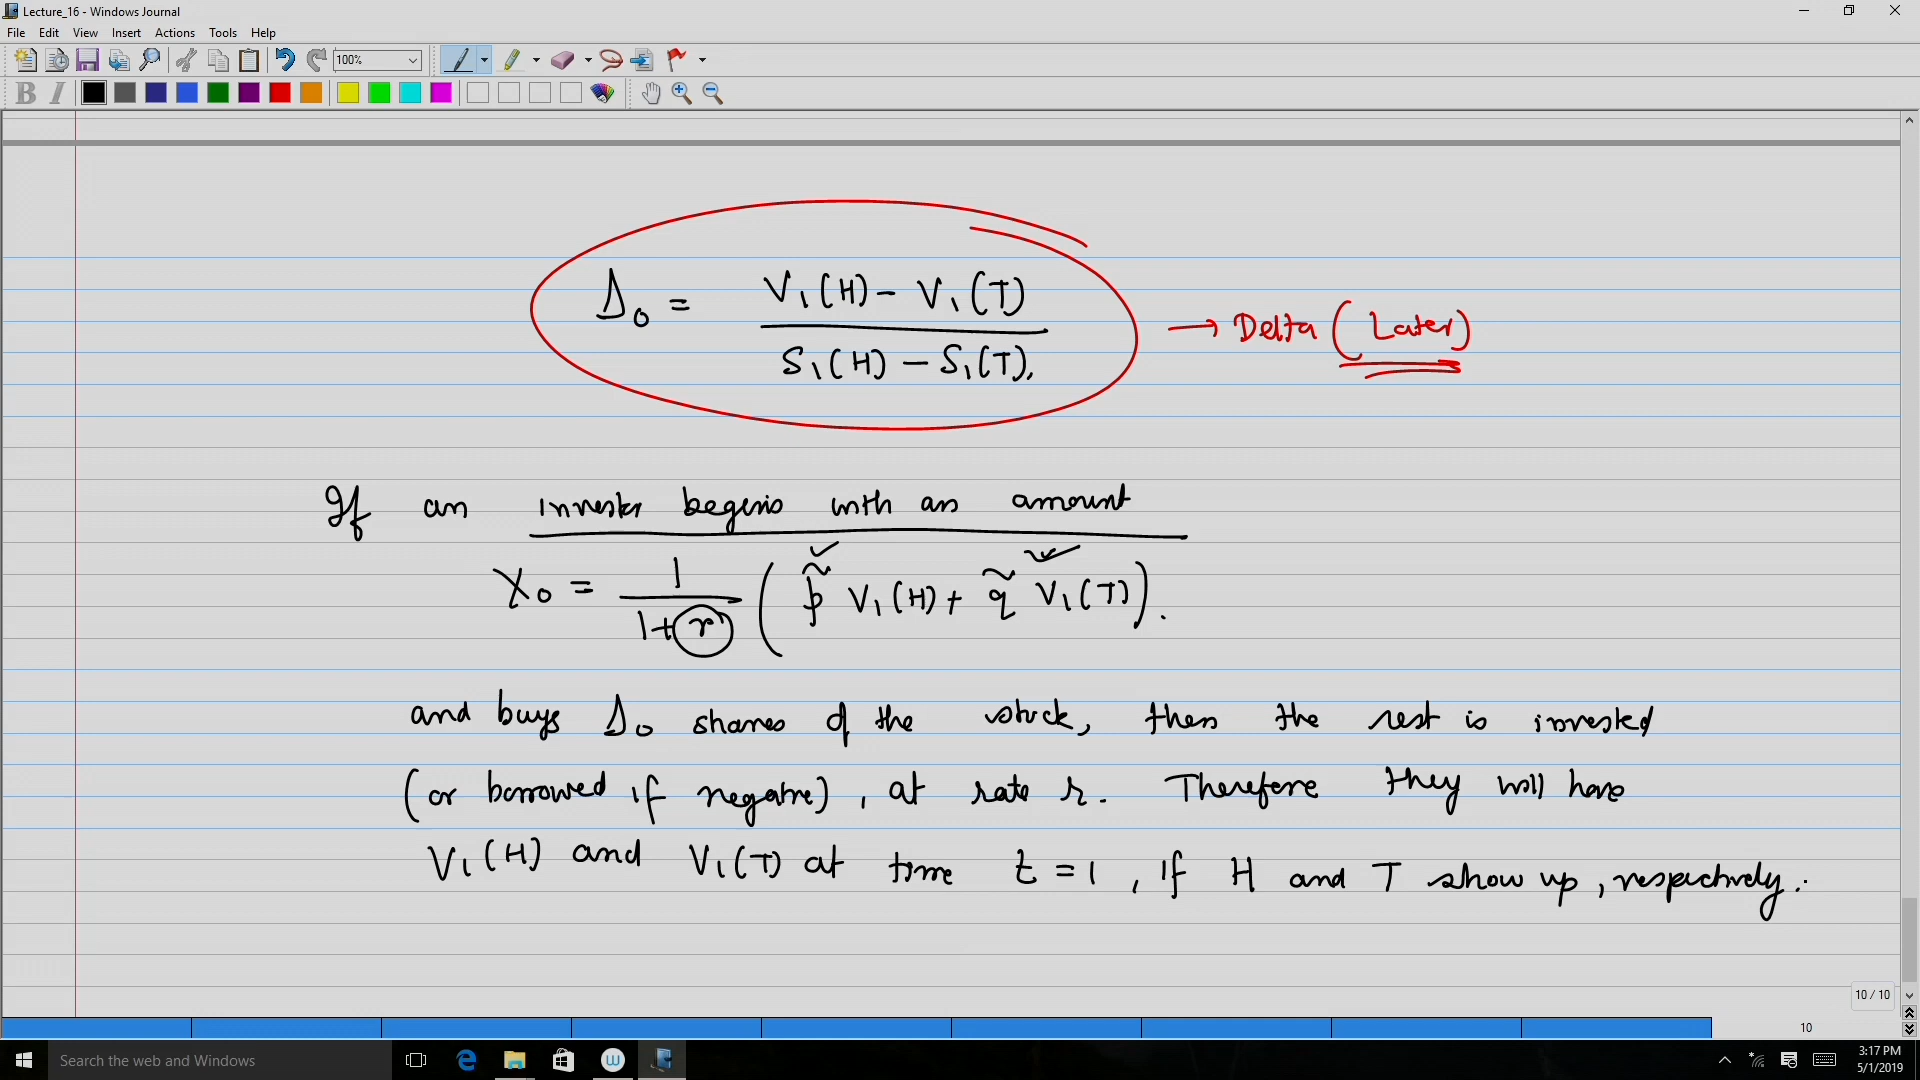 Lecture_16 - Windows Journal
File Edit View Insert Actions Tools Help
100%
B I
Δ₀ = (V₁(H) - V₁(T)) / (S₁(H) - S₁(T)).
→ Delta (Later)
If an investor begins with an amount
X₀ = 1/(1+r) (p̃ V₁(H) + q̃ V₁(T)).
and buys Δ₀ shares of the stock, then the rest is invested
(or borrowed if negative), at rate r. Therefore they will have
V₁(H) and V₁(T) at time t = 1, if H and T show up, respectively.
10 / 10
10
Search the web and Windows
3:17 PM
5/1/2019